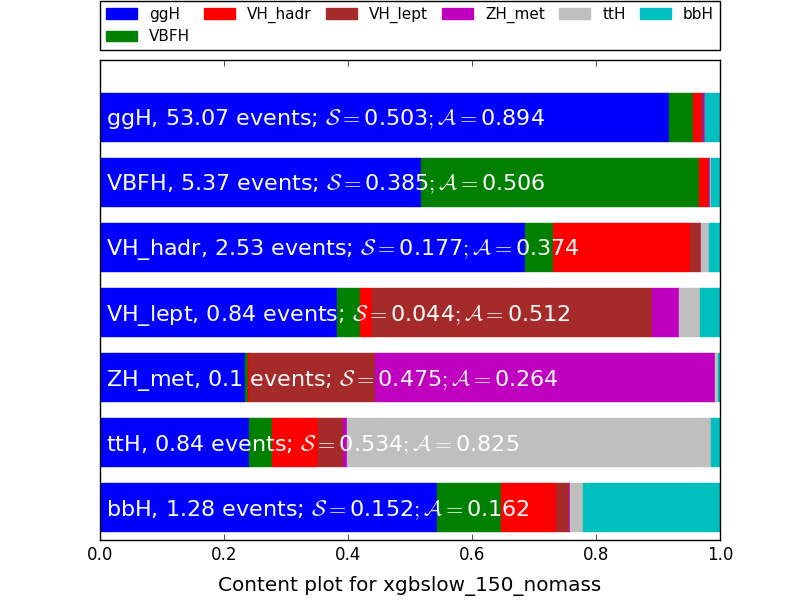 ggH VH_hadr VH_lept ZH_met ttH bbH
VBFH
ggH, 53.07 events; 𝒮 = 0.503; 𝒜 = 0.894
VBFH, 5.37 events; 𝒮 = 0.385; 𝒜 = 0.506
VH_hadr, 2.53 events; 𝒮 = 0.177; 𝒜 = 0.374
VH_lept, 0.84 events; 𝒮 = 0.044; 𝒜 = 0.512
ZH_met, 0.1 events; 𝒮 = 0.475; 𝒜 = 0.264
ttH, 0.84 events; 𝒮 = 0.534; 𝒜 = 0.825
bbH, 1.28 events; 𝒮 = 0.152; 𝒜 = 0.162
0.0 0.2 0.4 0.6 0.8 1.0
Content plot for xgbslow_150_nomass